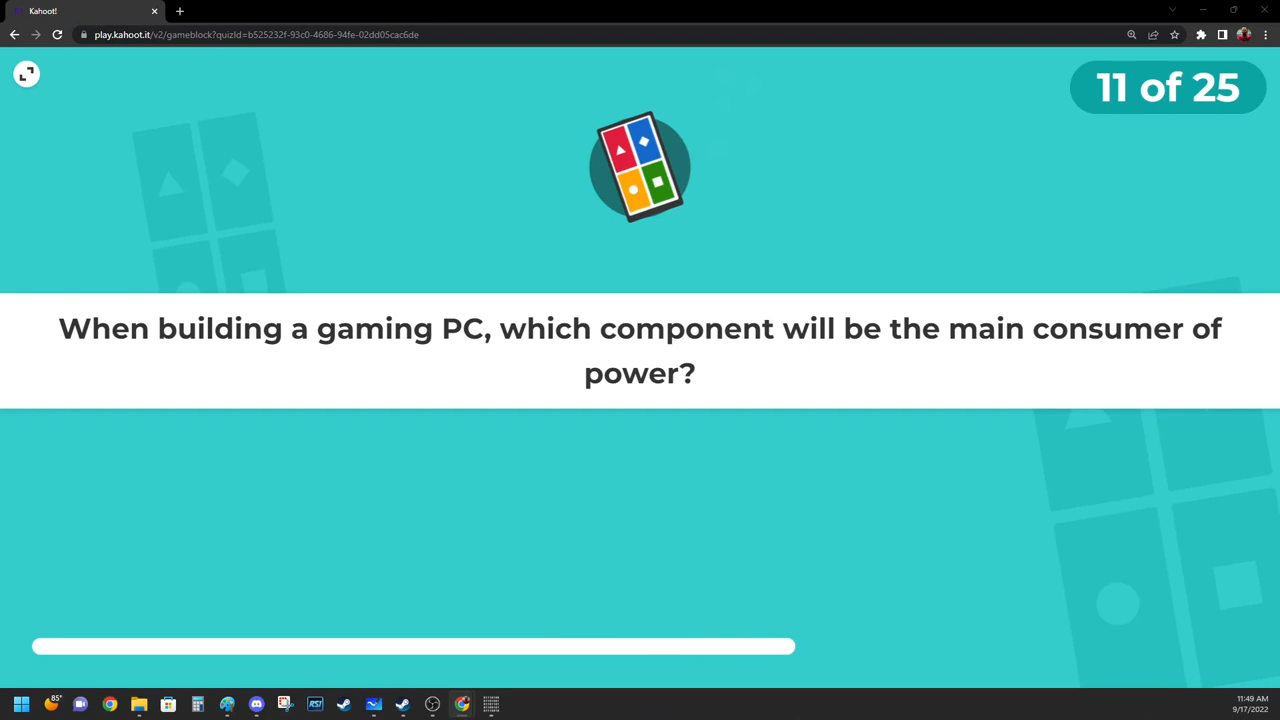 Kahoot!
play.kahoot.it/v2/gameblock?quizId=b525232f-93c0-4686-94fe-02dd05cac6de
11 of 25
When building a gaming PC, which component will be the main consumer of
power?
85°
RSI
11:49 AM
9/17/2022